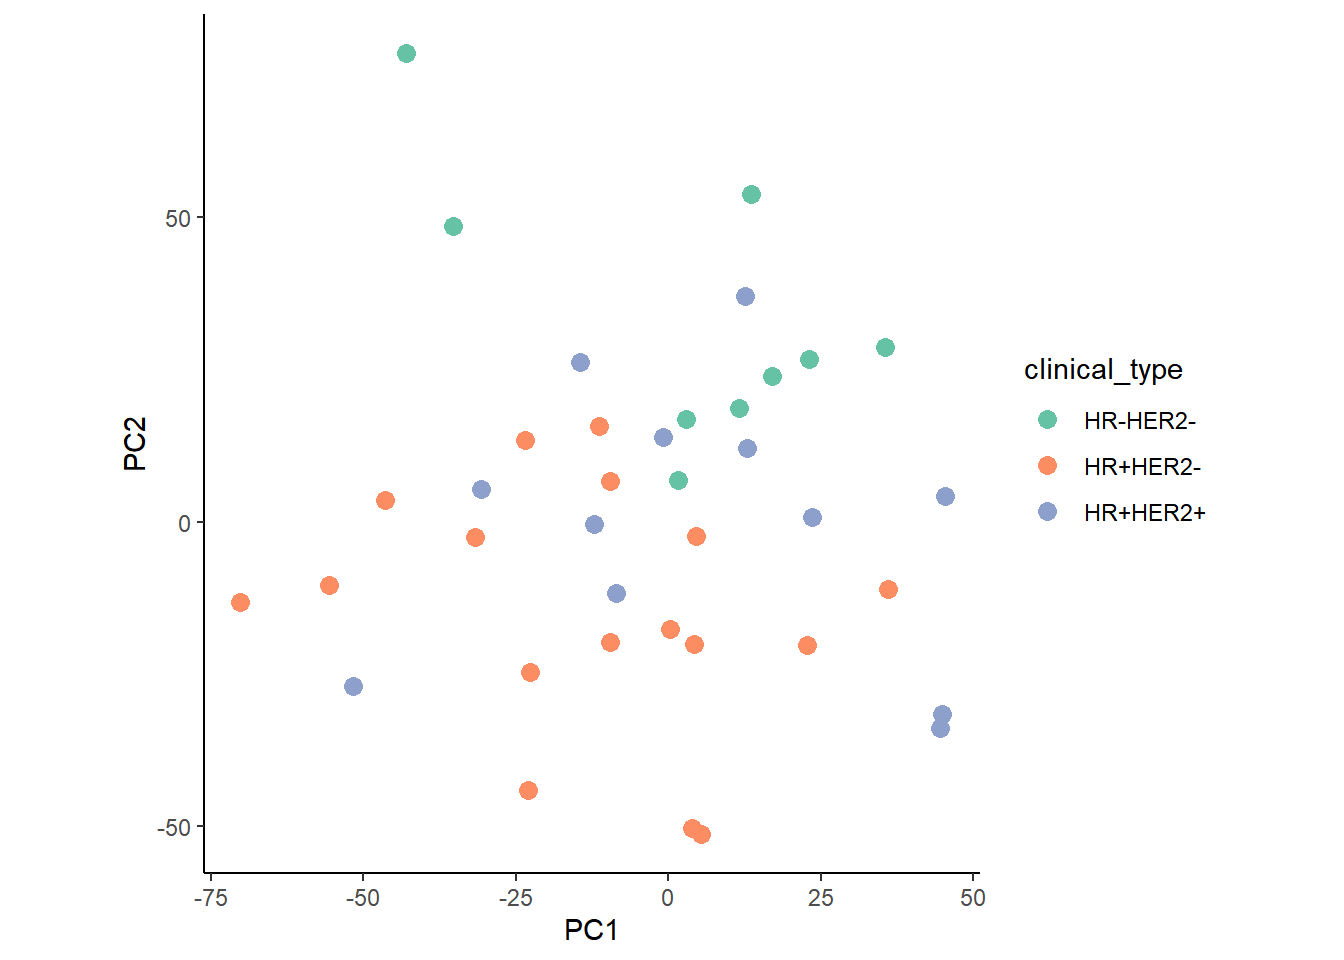 50
0
-50
PC2
-75
-50
-25
0
25
50
PC1
clinical_type
HR-HER2-
HR+HER2-
HR+HER2+